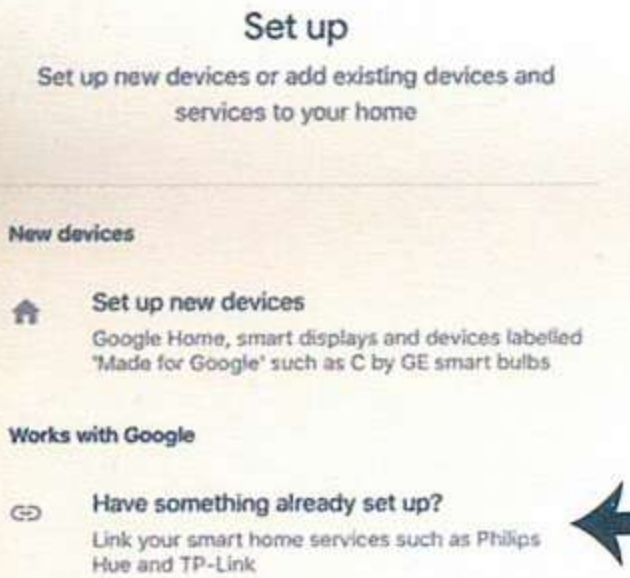 Set up
Set up new devices or add existing devices and
services to your home
New devices
Set up new devices
Google Home, smart displays and devices labelled
'Made for Google' such as C by GE smart bulbs
Works with Google
Have something already set up?
Link your smart home services such as Philips
Hue and TP-Link